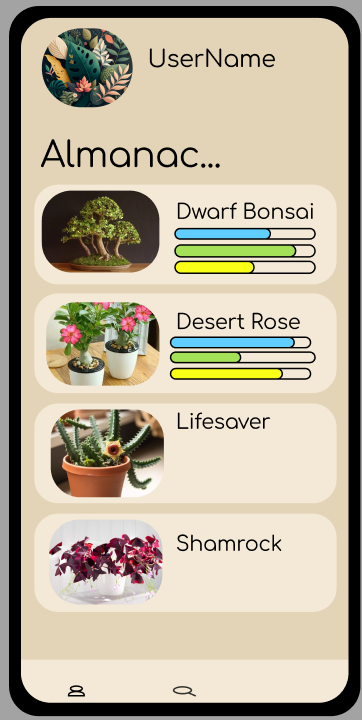 UserName
Almanac...
Dwarf Bonsai
Desert Rose
Lifesaver
Shamrock